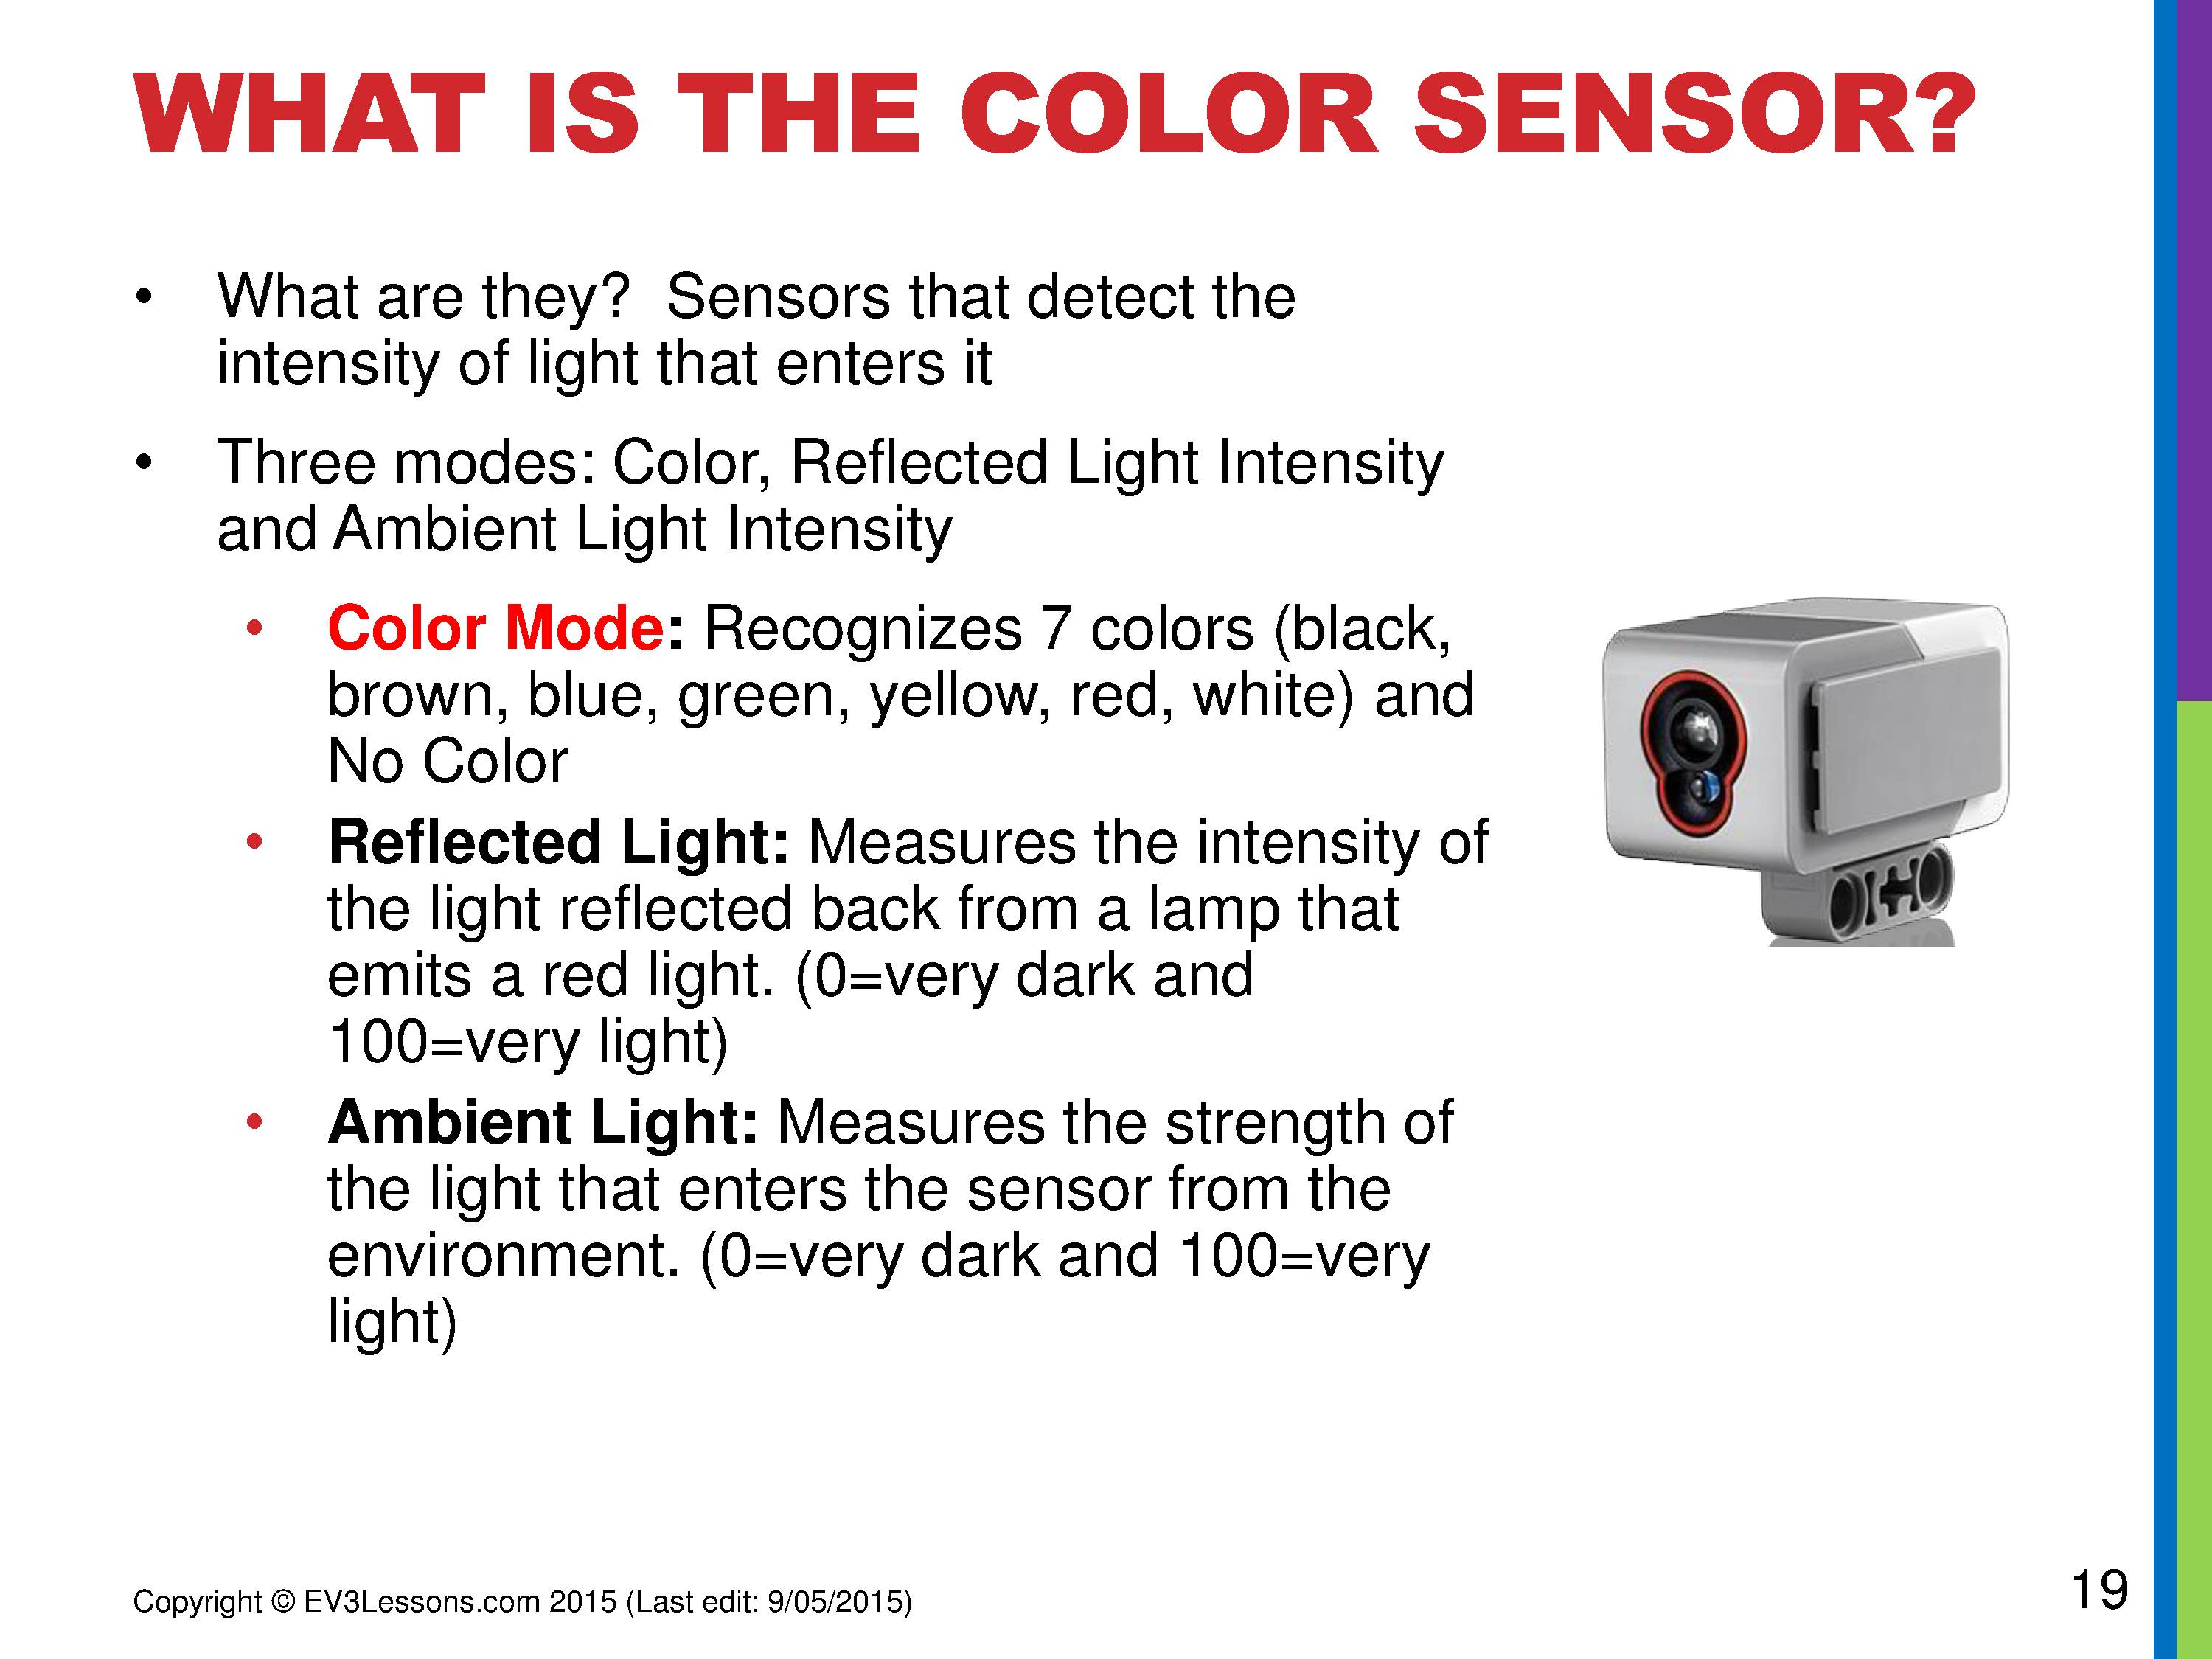 WHAT IS THE COLOR SENSOR?
• What are they?  Sensors that detect the
intensity of light that enters it
• Three modes: Color, Reflected Light Intensity
and Ambient Light Intensity
• Color Mode: Recognizes 7 colors (black,
brown, blue, green, yellow, red, white) and
No Color
• Reflected Light: Measures the intensity of
the light reflected back from a lamp that
emits a red light. (0=very dark and
100=very light)
• Ambient Light: Measures the strength of
the light that enters the sensor from the
environment. (0=very dark and 100=very
light)
Copyright © EV3Lessons.com 2015 (Last edit: 9/05/2015)
19